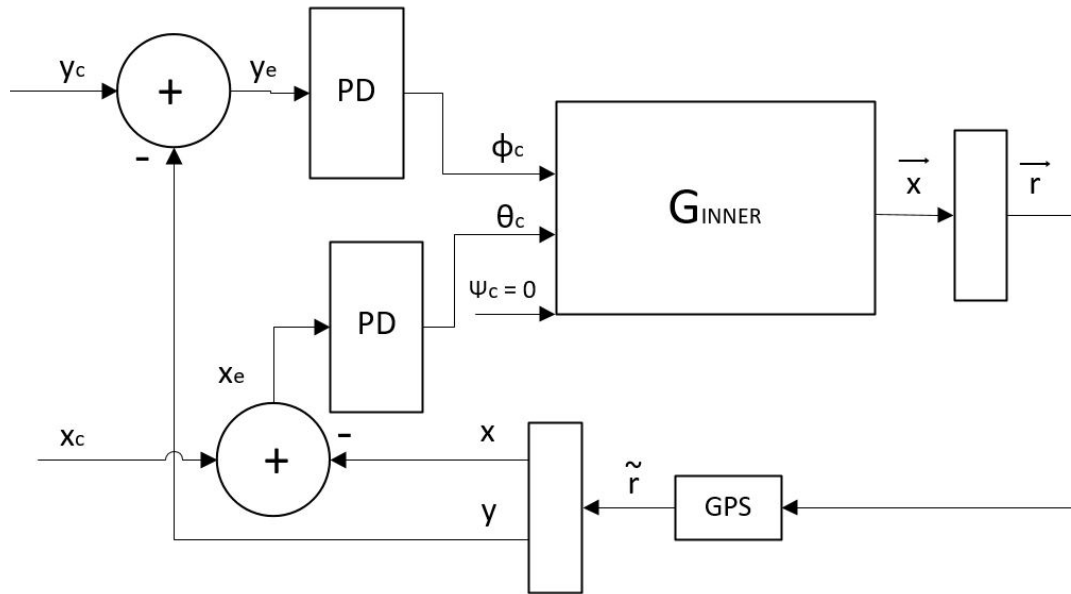 yc
+
-
ye
PD
ϕc
θc
Ψc = 0
GINNER
x
r
PD
xe
xc
+
-
x
y
r̃
GPS